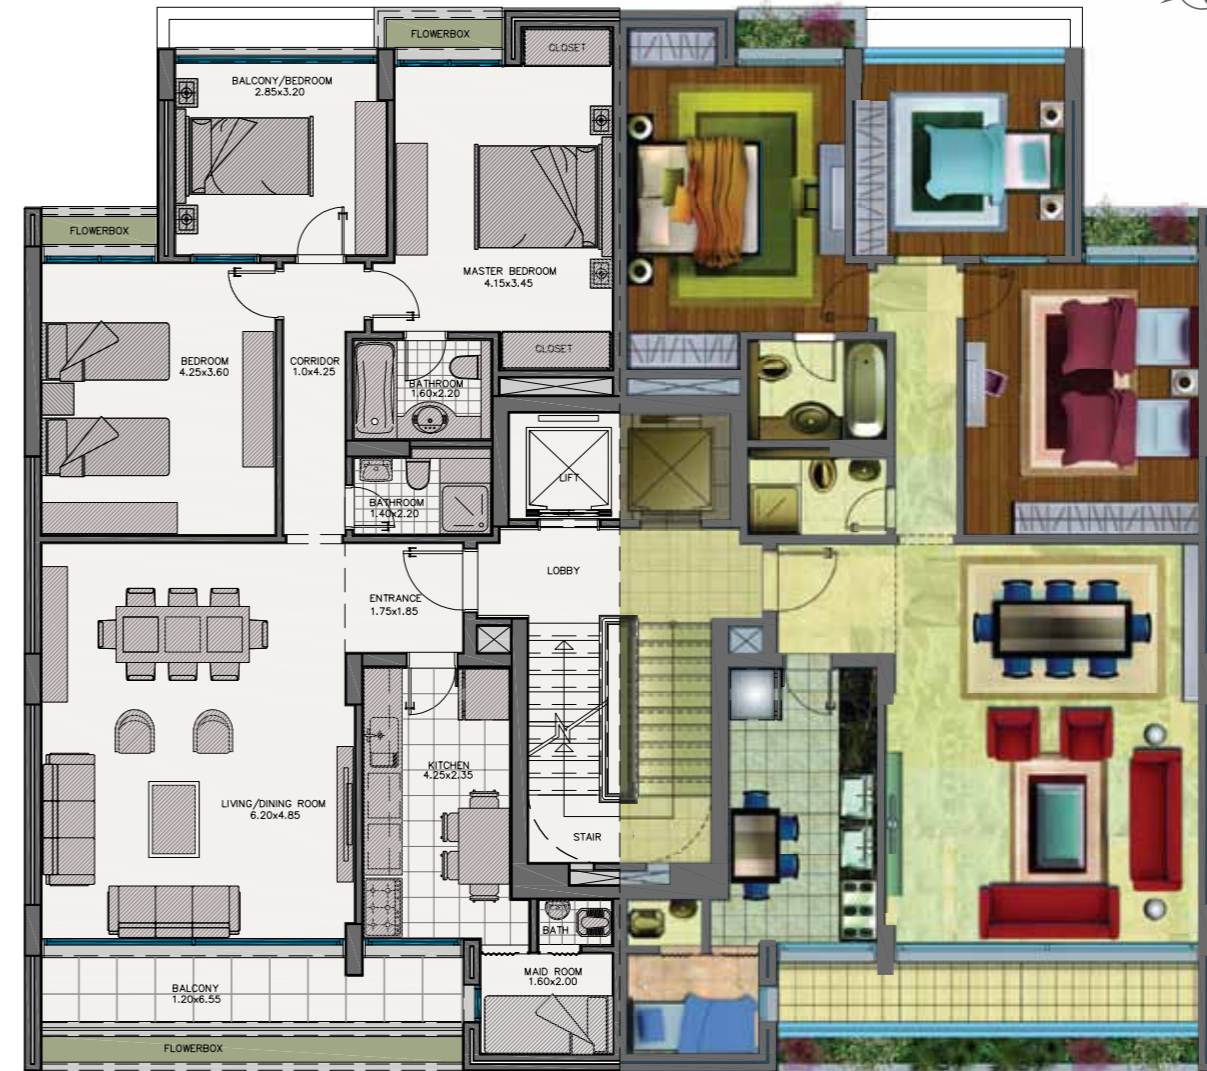 FLOWERBOX
CLOSET
BALCONY/BEDROOM
2.85x3.20
FLOWERBOX
MASTER BEDROOM
4.15x3.45
BEDROOM
4.25x3.60
CORRIDOR
1.0x4.25
CLOSET
BATHROOM
1.60x2.20
LIFT
BATHROOM
1.40x2.20
LOBBY
ENTRANCE
1.75x1.85
KITCHEN
4.25x2.35
LIVING/DINING ROOM
6.20x4.85
STAIR
BATH
MAID ROOM
1.60x2.00
BALCONY
1.20x6.55
FLOWERBOX